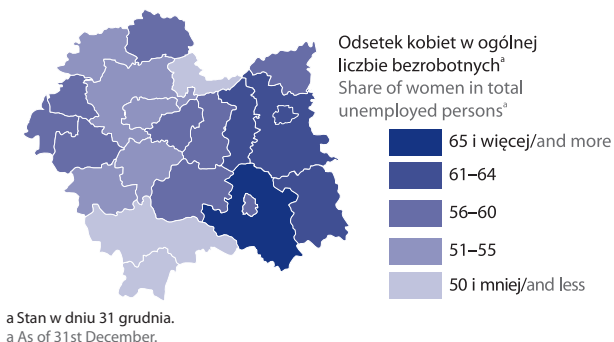 Odsetek kobiet w ogólnej
liczbie bezrobotnychᵃ
Share of women in total
unemployed personsᵃ
65 i więcej/and more
61–64
56–60
51–55
50 i mniej/and less
a Stan w dniu 31 grudnia.
a As of 31st December.